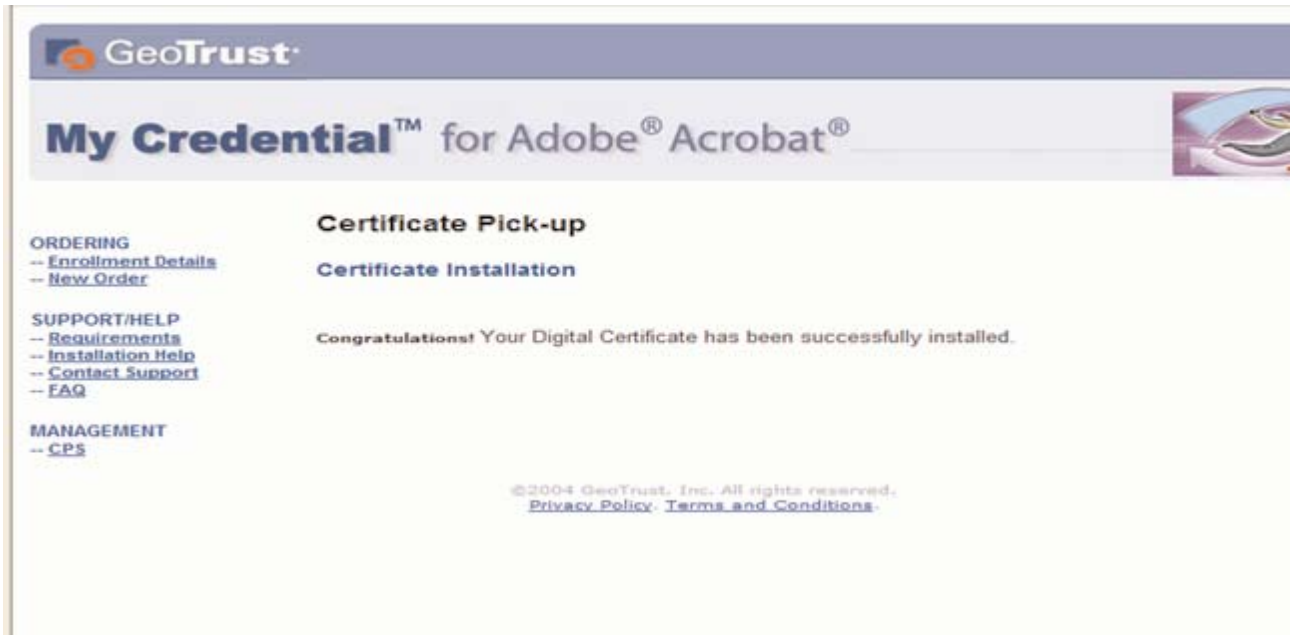 GeoTrust
My Credential™ for Adobe® Acrobat®
ORDERING
-- Enrollment Details
-- New Order
SUPPORT/HELP
-- Requirements
-- Installation Help
-- Contact Support
-- FAQ
MANAGEMENT
-- CPS
Certificate Pick-up
Certificate Installation
Congratulations! Your Digital Certificate has been successfully installed.
©2004 GeoTrust, Inc. All rights reserved.
Privacy Policy. Terms and Conditions.